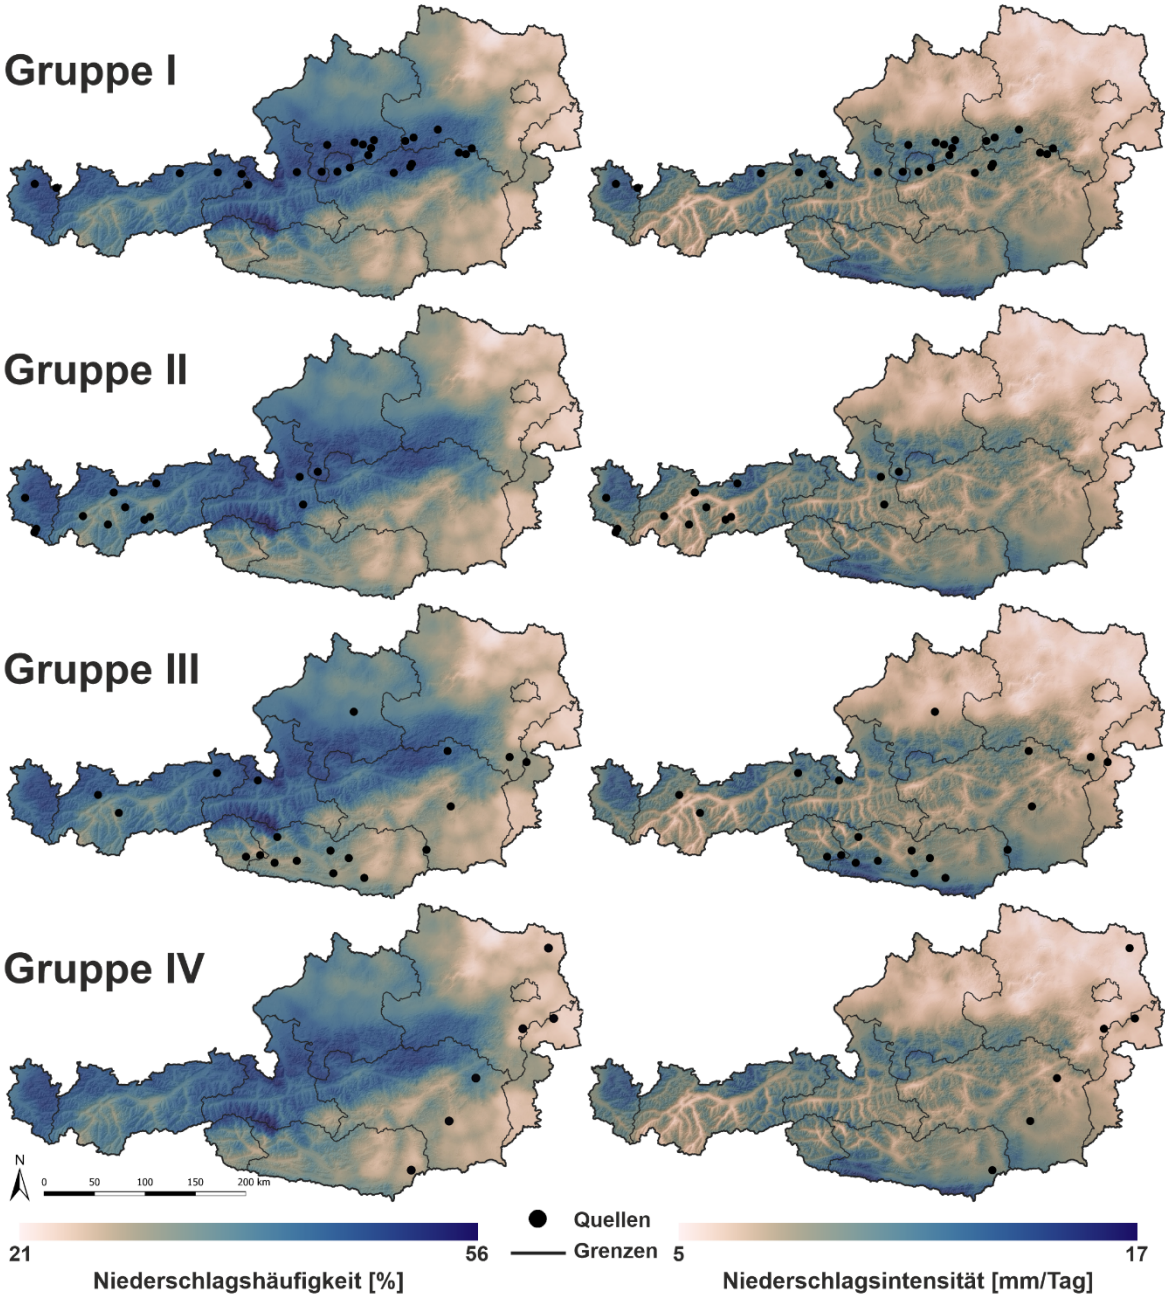 Gruppe I
Gruppe II
Gruppe III
Gruppe IV
N
0 50 100 150 200 km
Quellen
Grenzen
21 56
Niederschlagshäufigkeit [%]
5 17
Niederschlagsintensität [mm/Tag]